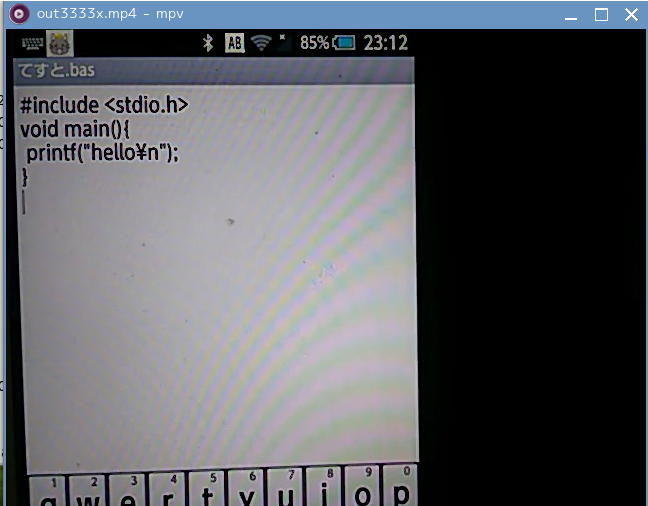 out3333x.mp4 - mpv
AB 85% 23:12
てすと.bas
#include <stdio.h>
void main(){
printf("hello¥n");
}
1 2 3 4 5 6 7 8 9 0
q w e r t y u i o p